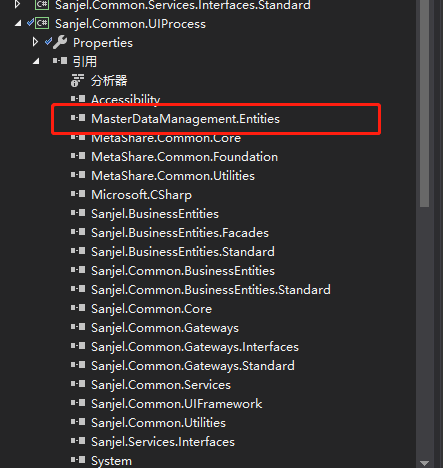 Sanjel.Common.Services.Interfaces.Standard
Sanjel.Common.UIProcess
Properties
引用
分析器
Accessibility
MasterDataManagement.Entities
MetaShare.Common.Core
MetaShare.Common.Foundation
MetaShare.Common.Utilities
Microsoft.CSharp
Sanjel.BusinessEntities
Sanjel.BusinessEntities.Facades
Sanjel.BusinessEntities.Standard
Sanjel.Common.BusinessEntities
Sanjel.Common.BusinessEntities.Standard
Sanjel.Common.Core
Sanjel.Common.Gateways
Sanjel.Common.Gateways.Interfaces
Sanjel.Common.Gateways.Standard
Sanjel.Common.Services
Sanjel.Common.UIFramework
Sanjel.Common.Utilities
Sanjel.Services.Interfaces
System